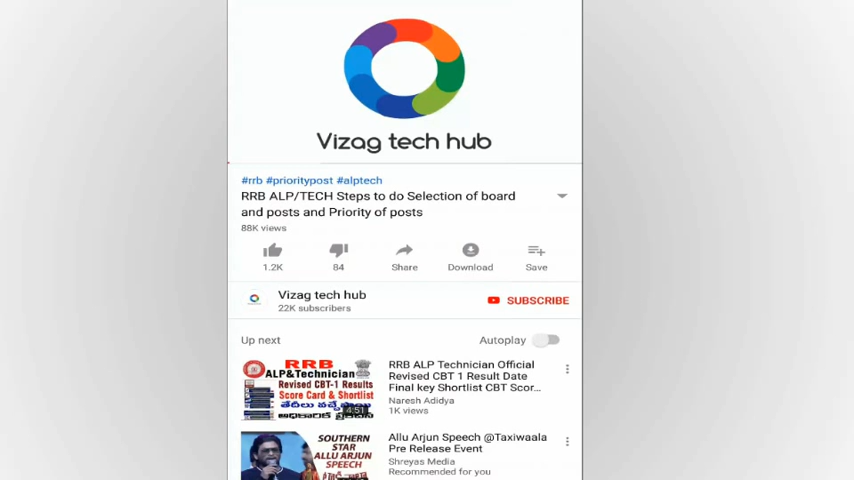 Vizag tech hub
#rrb #prioritypost #alptech
RRB ALP/TECH Steps to do Selection of board
and posts and Priority of posts
88K views
1.2K
84
Share
Download
Save
Vizag tech hub
22K subscribers
SUBSCRIBE
Up next
Autoplay
RRB
ALP&Technician
Revised CBT-1 Results
Score Card & Shortlist
తేదీలు వచ్చేసాయి
4:51
RRB ALP Technician Official
Revised CBT 1 Result Date
Final key Shortlist CBT Scor...
Naresh Adidya
1K views
SOUTHERN
STAR
ALLU ARJUN
SPEECH
Allu Arjun Speech @Taxiwaala
Pre Release Event
Shreyas Media
Recommended for you